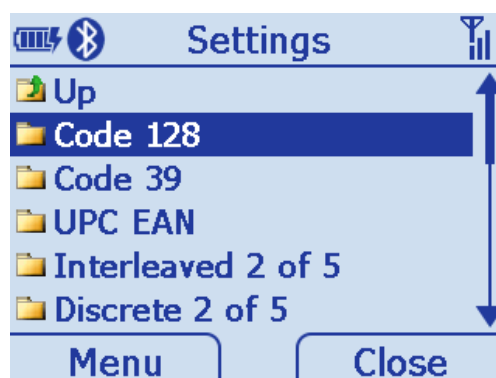 Settings
Up
Code 128
Code 39
UPC EAN
Interleaved 2 of 5
Discrete 2 of 5
Menu Close